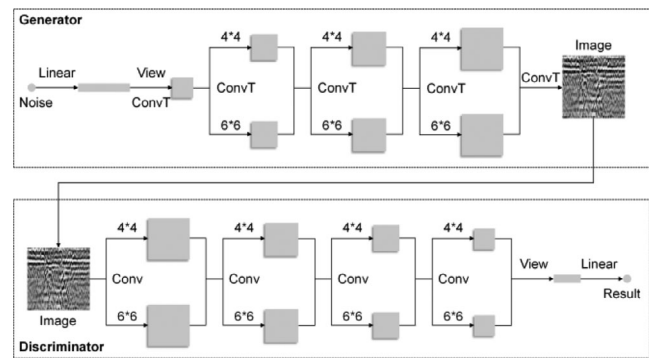 Generator
4*4 4*4 4*4 Image
Linear View ConvT ConvT ConvT ConvT
Noise ConvT
6*6 6*6 6*6
4*4 4*4 4*4 4*4
Conv Conv Conv Conv View Linear
Result
Image 6*6 6*6 6*6 6*6
Discriminator